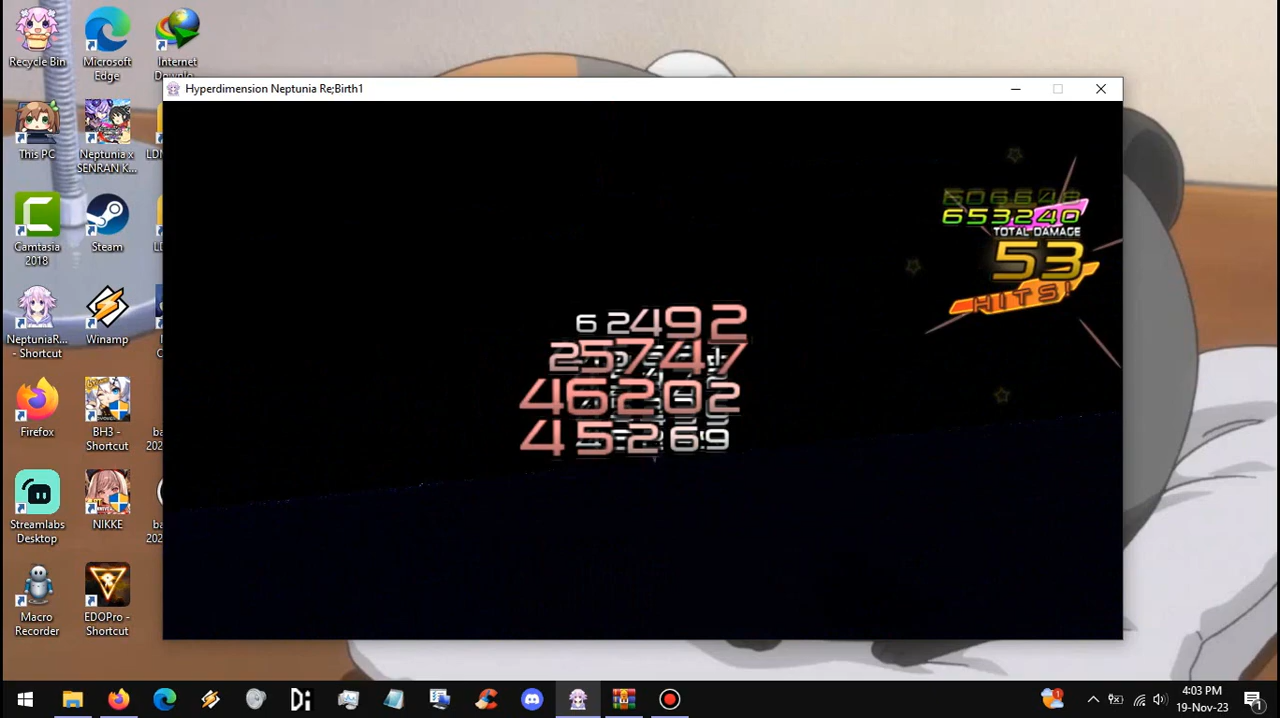 Recycle Bin
Microsoft
Edge
Internet
Hyperdimension Neptunia Re;Birth1
This PC
Neptunia x
SENRAN K...
Camtasia
2018
Steam
NeptuniaR...
- Shortcut
Winamp
Firefox
BH3 -
Shortcut
Streamlabs
Desktop
NIKKE
Macro
Recorder
EDOPro -
Shortcut
653240
TOTAL DAMAGE
53
HITS!
62492
25747
46202
45269
Di
4:03 PM
19-Nov-23
1